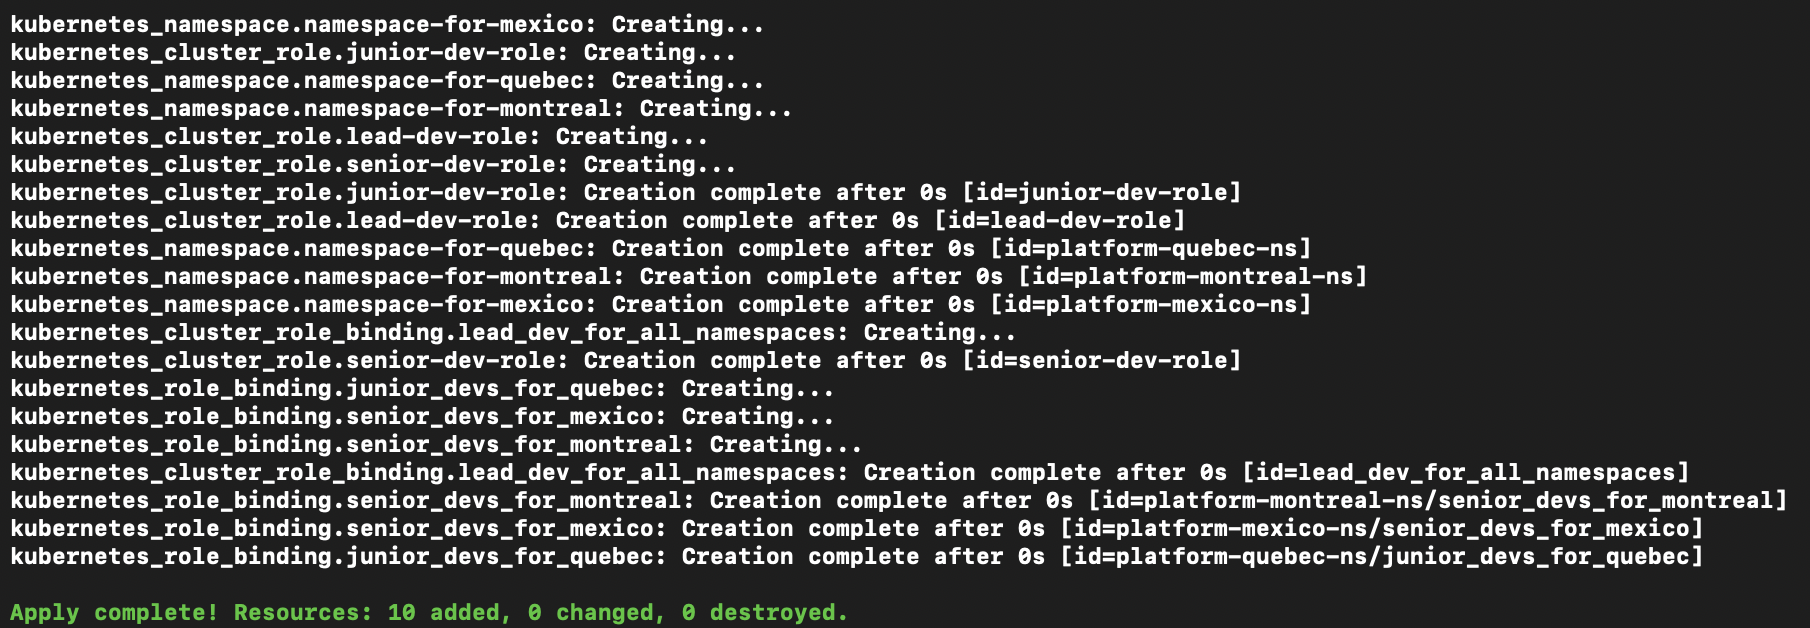 kubernetes_namespace.namespace-for-mexico: Creating...
kubernetes_cluster_role.junior-dev-role: Creating...
kubernetes_namespace.namespace-for-quebec: Creating...
kubernetes_namespace.namespace-for-montreal: Creating...
kubernetes_cluster_role.lead-dev-role: Creating...
kubernetes_cluster_role.senior-dev-role: Creating...
kubernetes_cluster_role.junior-dev-role: Creation complete after 0s [id=junior-dev-role]
kubernetes_cluster_role.lead-dev-role: Creation complete after 0s [id=lead-dev-role]
kubernetes_namespace.namespace-for-quebec: Creation complete after 0s [id=platform-quebec-ns]
kubernetes_namespace.namespace-for-montreal: Creation complete after 0s [id=platform-montreal-ns]
kubernetes_namespace.namespace-for-mexico: Creation complete after 0s [id=platform-mexico-ns]
kubernetes_cluster_role_binding.lead_dev_for_all_namespaces: Creating...
kubernetes_cluster_role.senior-dev-role: Creation complete after 0s [id=senior-dev-role]
kubernetes_role_binding.junior_devs_for_quebec: Creating...
kubernetes_role_binding.senior_devs_for_mexico: Creating...
kubernetes_role_binding.senior_devs_for_montreal: Creating...
kubernetes_cluster_role_binding.lead_dev_for_all_namespaces: Creation complete after 0s [id=lead_dev_for_all_namespaces]
kubernetes_role_binding.senior_devs_for_montreal: Creation complete after 0s [id=platform-montreal-ns/senior_devs_for_montreal]
kubernetes_role_binding.senior_devs_for_mexico: Creation complete after 0s [id=platform-mexico-ns/senior_devs_for_mexico]
kubernetes_role_binding.junior_devs_for_quebec: Creation complete after 0s [id=platform-quebec-ns/junior_devs_for_quebec]
Apply complete! Resources: 10 added, 0 changed, 0 destroyed.